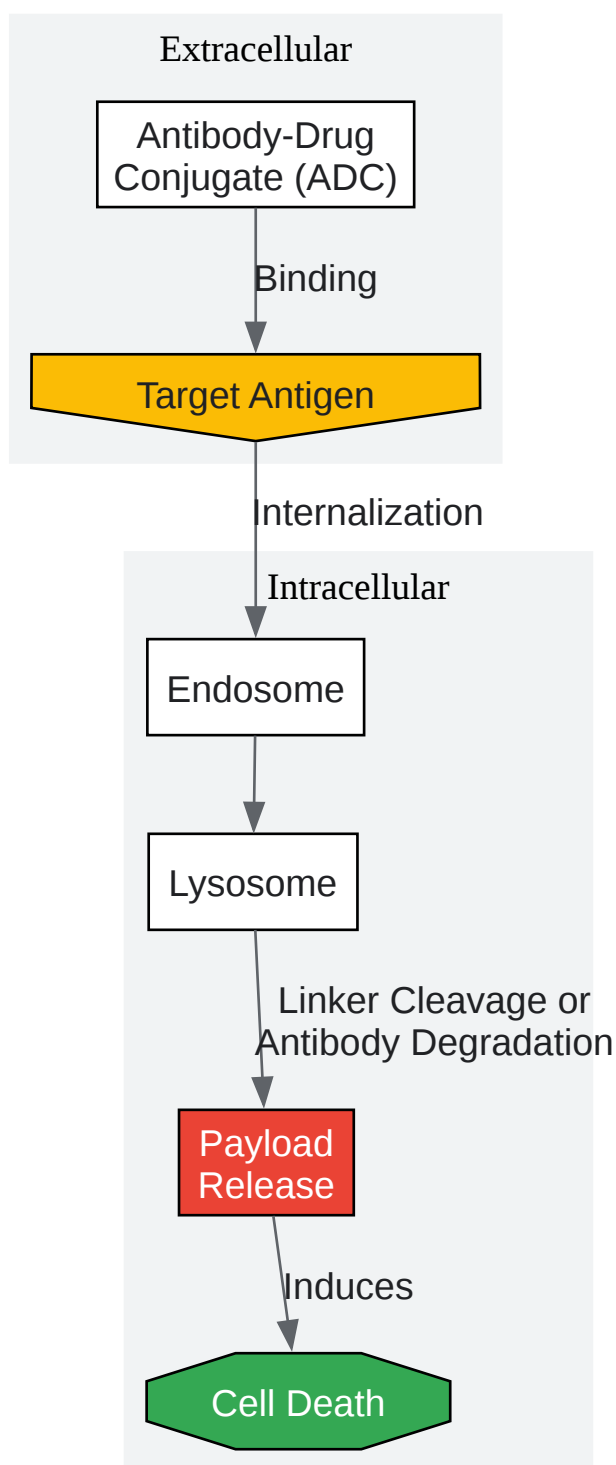 Extracellular
Antibody-Drug
Conjugate (ADC)
Binding
Target Antigen
Internalization
Intracellular
Endosome
Lysosome
Linker Cleavage or
Antibody Degradation
Payload
Release
Induces
Cell Death